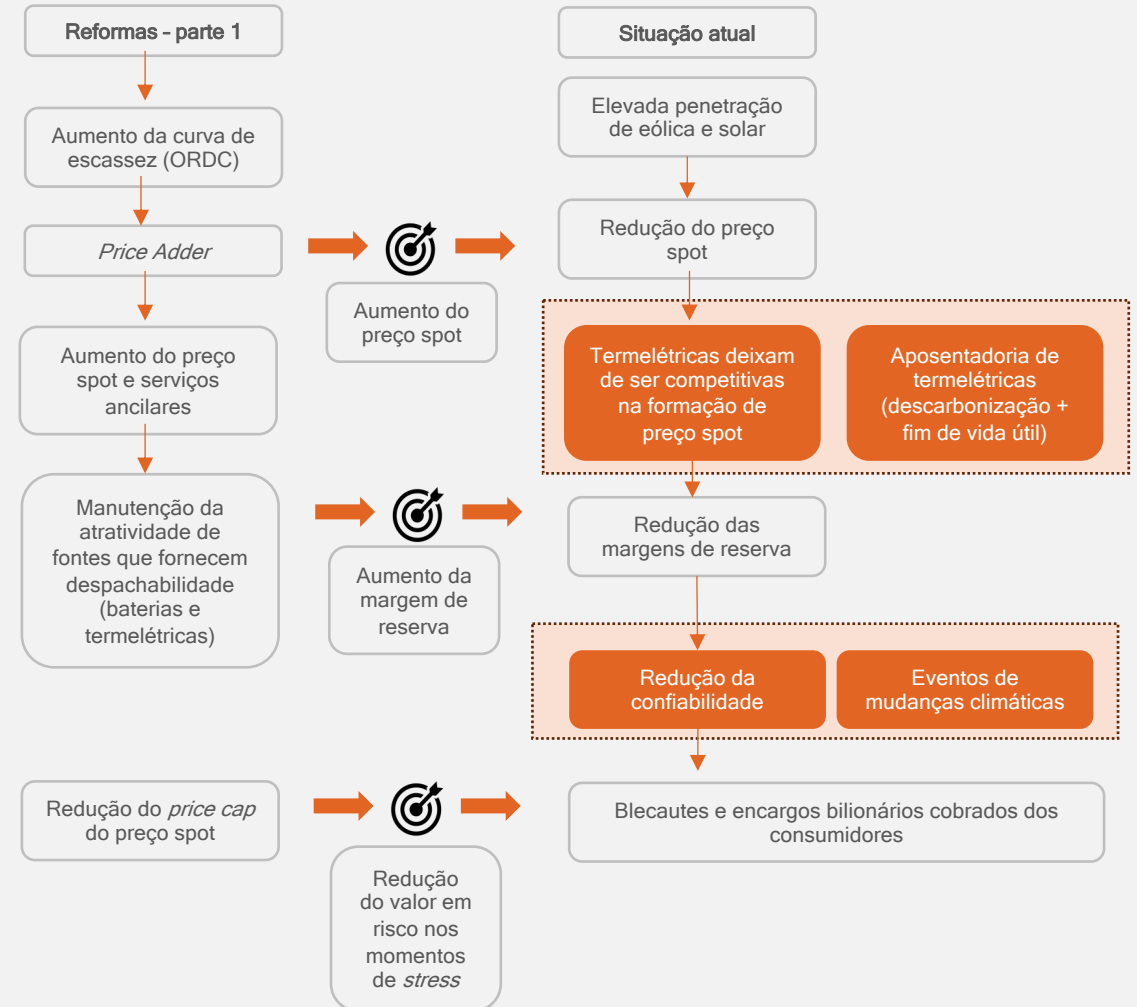 Reformas – parte 1
Aumento da curva de
escassez (ORDC)
Price Adder
Aumento do preço
spot e serviços
ancilares
Manutenção da
atratividade de
fontes que fornecem
despachabilidade
(baterias e
termelétricas)
Redução do price cap
do preço spot
Aumento do
preço spot
Aumento da
margem de
reserva
Redução
do valor em
risco nos
momentos
de stress
Situação atual
Elevada penetração
de eólica e solar
Redução do preço
spot
Termelétricas deixam
de ser competitivas
na formação de
preço spot
Aposentadoria de
termelétricas
(descarbonização +
fim de vida útil)
Redução das
margens de reserva
Redução da
confiabilidade
Eventos de
mudanças climáticas
Blecautes e encargos bilionários cobrados dos
consumidores